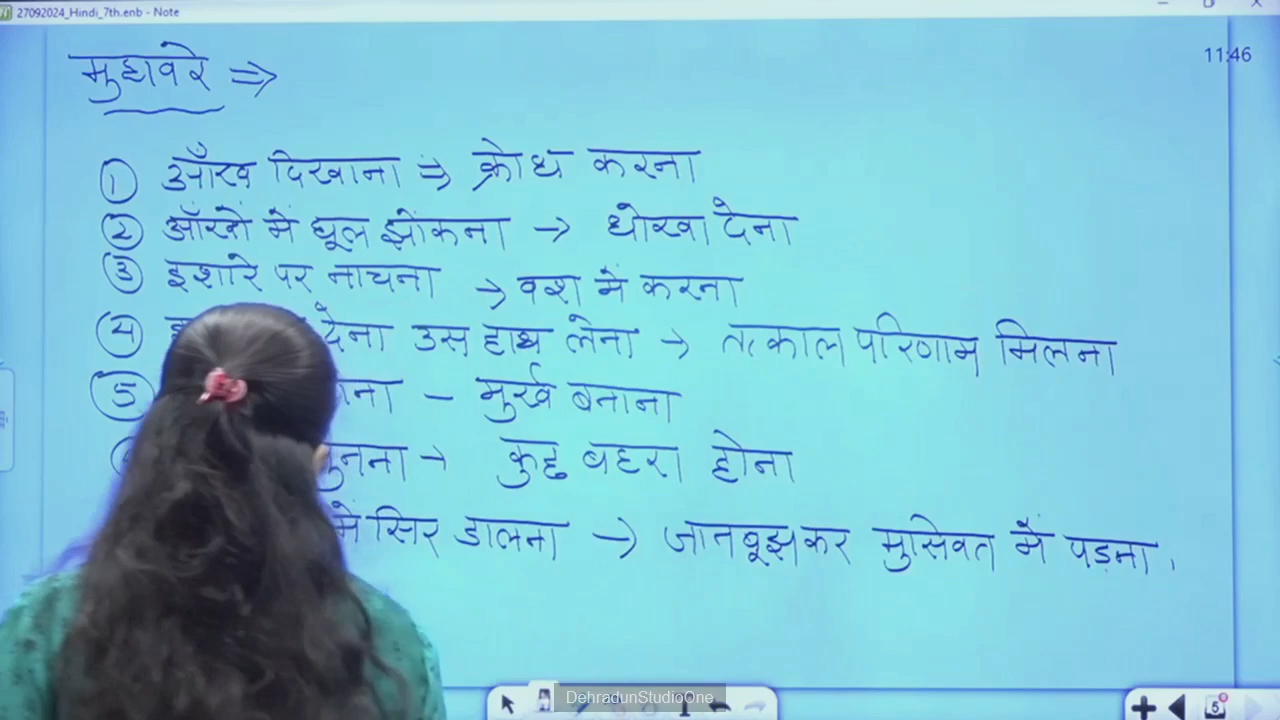 27092024_Hindi_7th.enb - Note
11:46
मुहावरे ⇒
① आँख दिखाना ⇒ क्रोध करना
② आँखों में धूल झोंकना → धोखा देना
③ इशारे पर नाचना → वश में करना
④ देना उस हाथ लेना → तत्काल परिणाम मिलना
⑤ - मुर्ख बनाना
सुनना → कुछ बहरा होना
में सिर डालना → जानबूझकर मुसिबत में पड़ना .
DehradunStudioOne
5